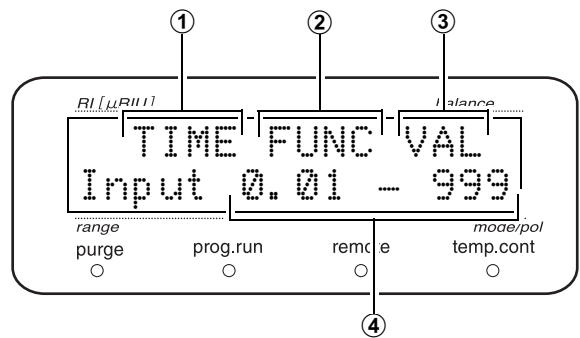 ① ② ③
RI [μRIU] balance
TIME FUNC VAL
Input 0.01 – 999
range mode/pol
purge prog.run remote temp.cont
④